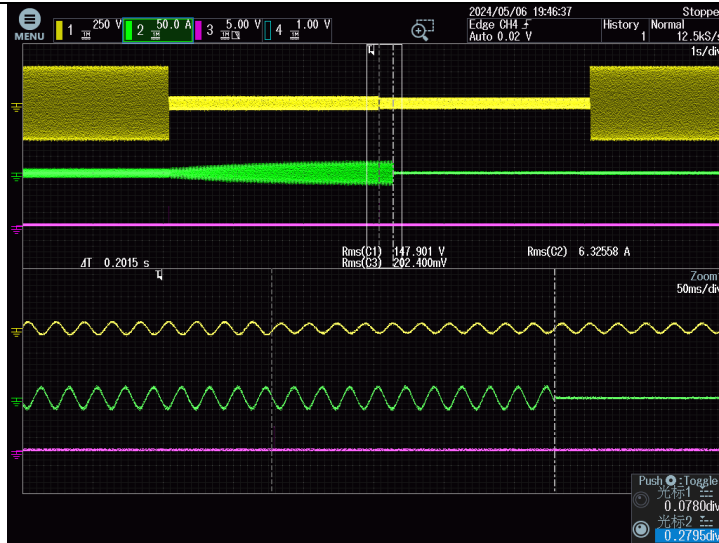 2024/05/06 19:46:37 Stoppe
MENU
1 250 V 2 50.0 A 3 5.00 V 4 1.00 V
Edge CH4
Auto 0.02 V
History
1
Normal
12.5kS/s
1s/div
Rms(C1) 147.901 V Rms(C2) 6.32558 A
Rms(C3) 202.400mV
ΔT 0.2015 s
Zoom1
50ms/div
Push :Toggle
光标1
0.0780div
光标2
0.2795div